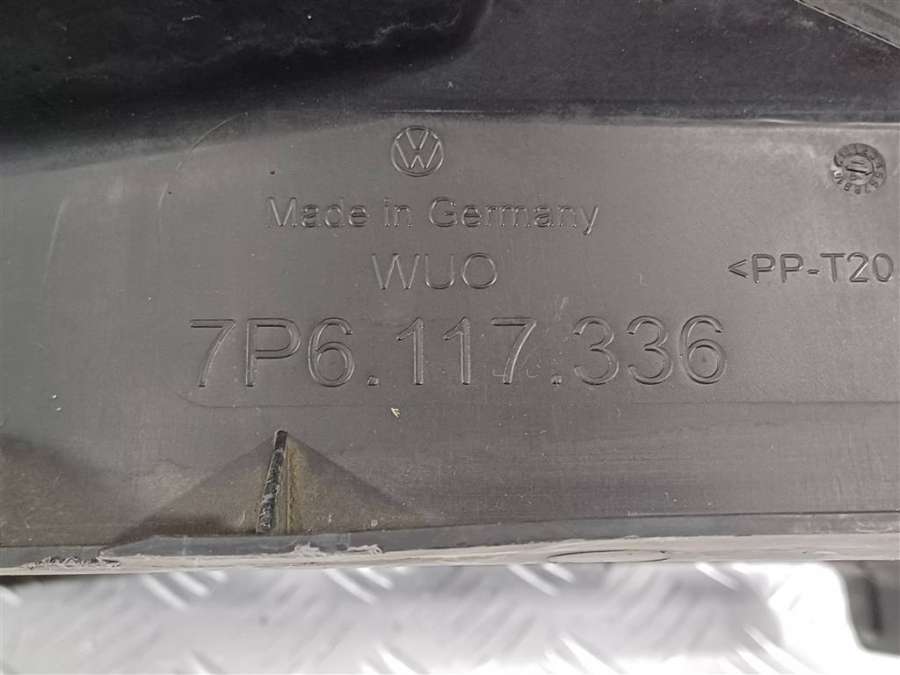 Made in Germany
WUO
<PP-T20
7P6.117.336